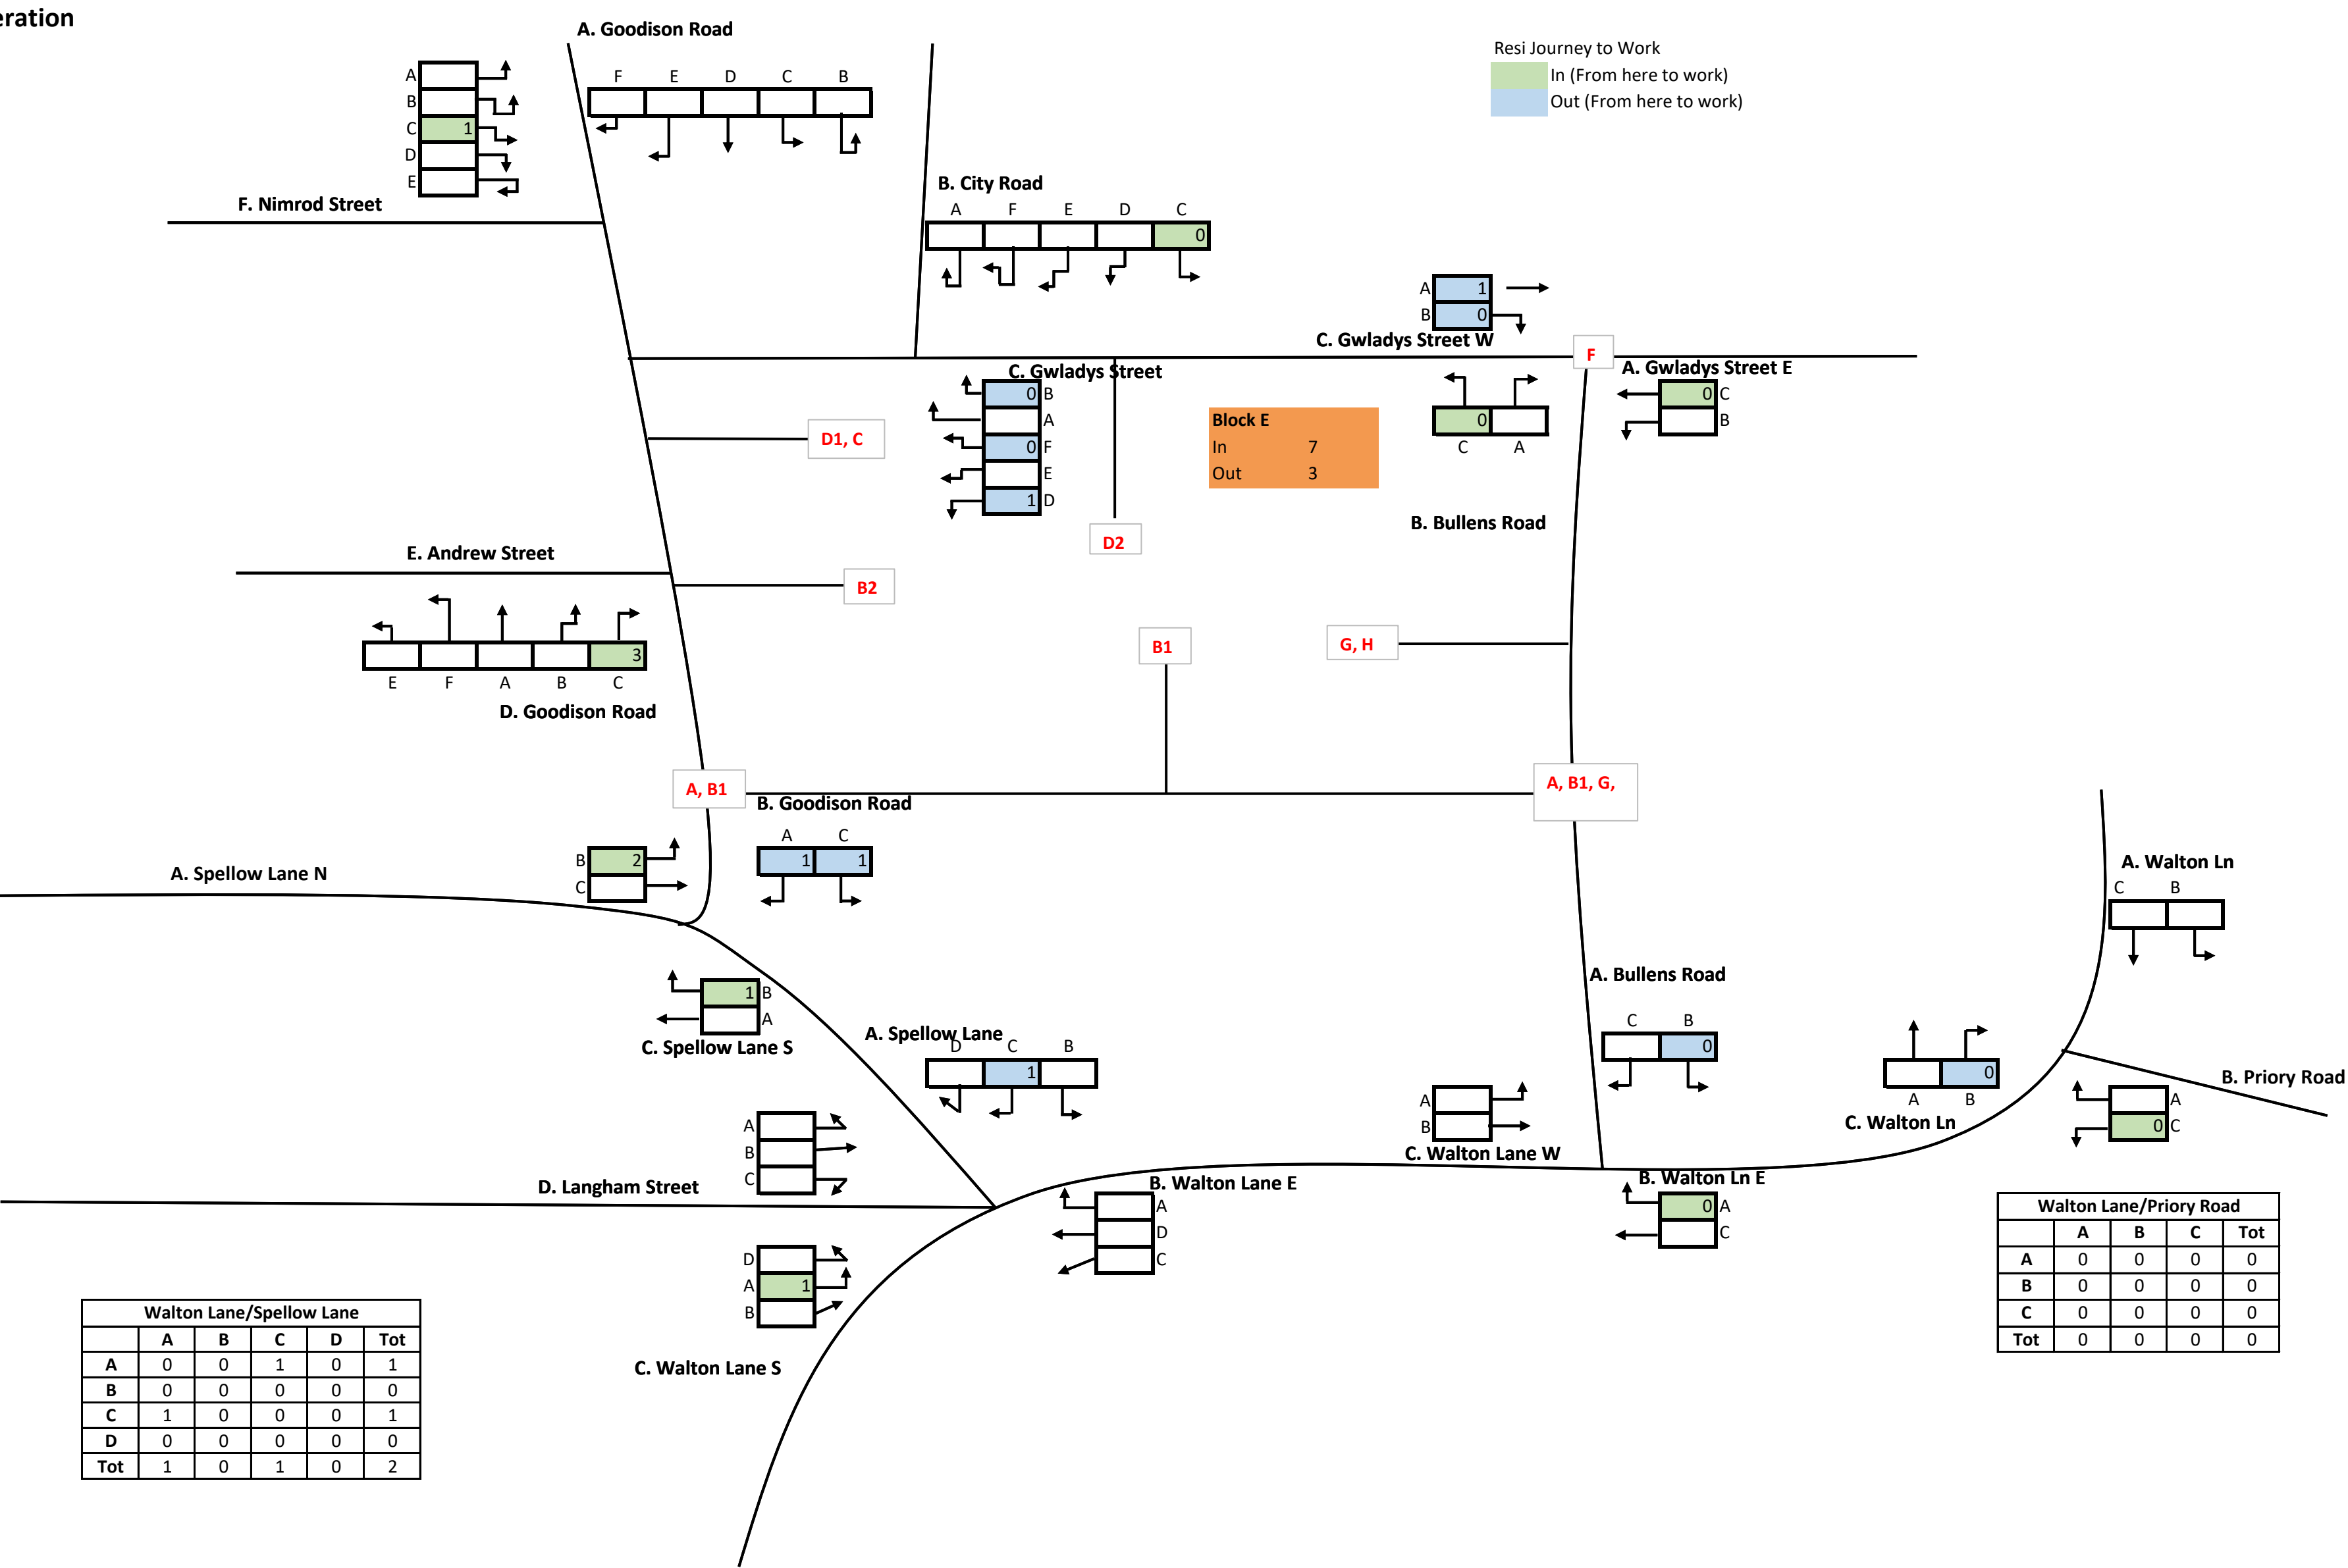 eration
A. Goodison Road
Resi Journey to Work
In (From here to work)
Out (From here to work)
F E D C B
A
B
C 1
D
E
F. Nimrod Street
B. City Road
A F E D C
0
A 1
B 0
C. Gwladys Street W
F
A. Gwladys Street E
C. Gwladys Street
0 B
A
0 F
E
1 D
0 C
B
0
C A
Block E
In 7
Out 3
D1, C
B. Bullens Road
D2
E. Andrew Street
B2
3
E F A B C
D. Goodison Road
B1
G, H
A, B1
A, B1, G,
B. Goodison Road
A C
1 1
B 2
C
A. Spellow Lane N
A. Walton Ln
C B
1 B
A
C. Spellow Lane S
A. Bullens Road
C B
0
A. Spellow Lane
D C B
1
0
A B
C. Walton Ln
B. Priory Road
A
0 C
A
B
C. Walton Lane W
A
B
C
D. Langham Street
B. Walton Lane E
A
D
C
B. Walton Ln E
0 A
C
D
A 1
B
C. Walton Lane S
Walton Lane/Priory Road
A B C Tot
A 0 0 0 0
B 0 0 0 0
C 0 0 0 0
Tot 0 0 0 0
Walton Lane/Spellow Lane
A B C D Tot
A 0 0 1 0 1
B 0 0 0 0 0
C 1 0 0 0 1
D 0 0 0 0 0
Tot 1 0 1 0 2